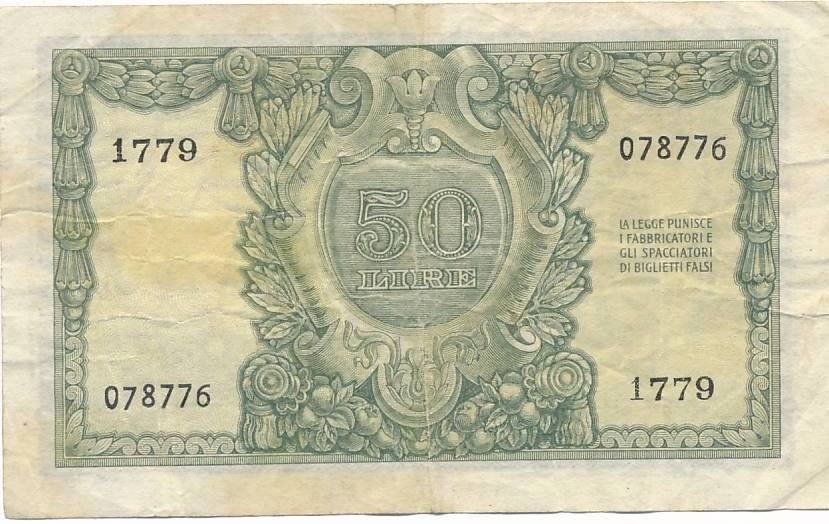 1779
078776
50
LIRE
LA LEGGE PUNISCE
I FABBRICATORI E
GLI SPACCIATORI
DI BIGLIETTI FALSI
078776
1779